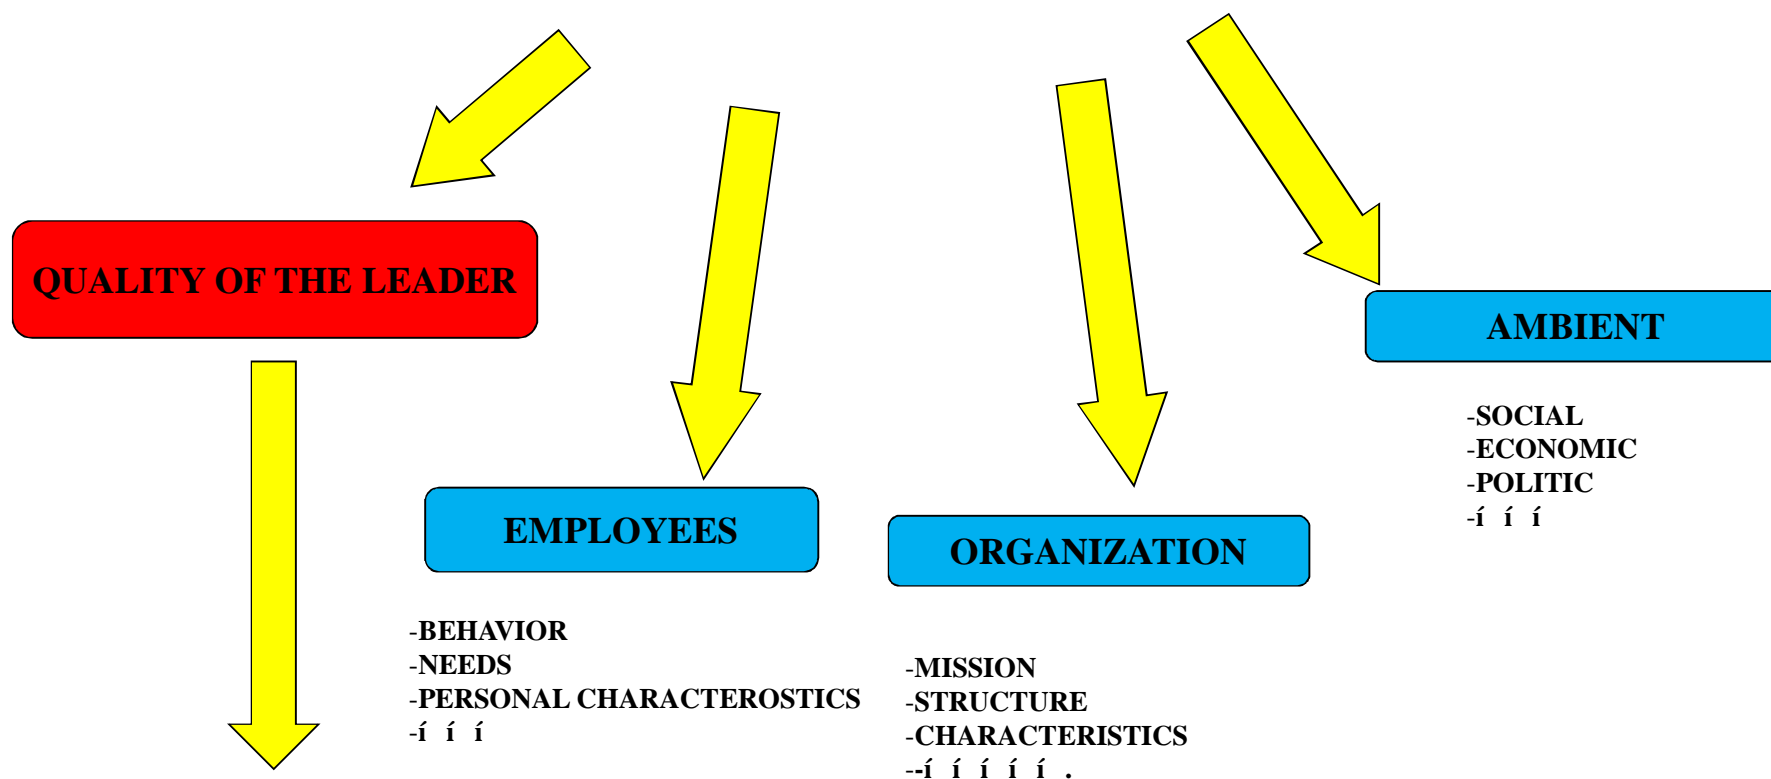 QUALITY OF THE LEADER
AMBIENT
-SOCIAL
-ECONOMIC
-POLITIC
-í í í
EMPLOYEES
-BEHAVIOR
-NEEDS
-PERSONAL CHARACTEROSTICS
-í í í
ORGANIZATION
-MISSION
-STRUCTURE
-CHARACTERISTICS
--í í í í í .